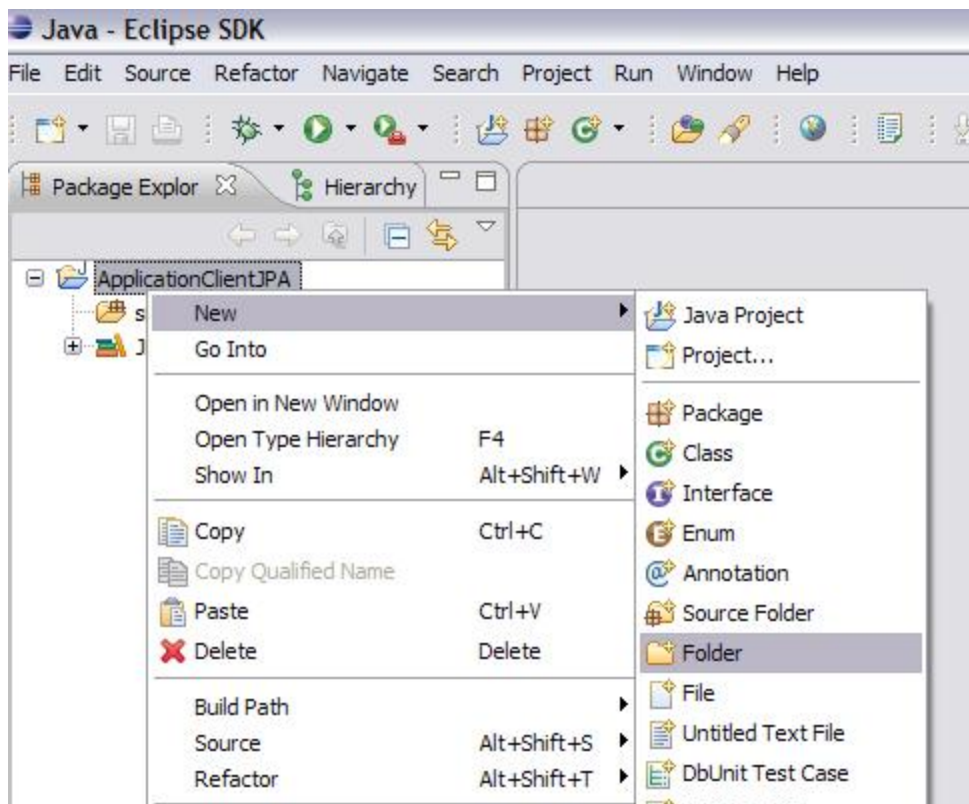 Java - Eclipse SDK
File Edit Source Refactor Navigate Search Project Run Window Help
Package Explor Hierarchy
ApplicationClientJPA
s
J
New
Go Into
Open in New Window
Open Type Hierarchy F4
Show In Alt+Shift+W
Copy Ctrl+C
Copy Qualified Name
Paste Ctrl+V
Delete Delete
Build Path
Source Alt+Shift+S
Refactor Alt+Shift+T
Java Project
Project...
Package
Class
Interface
Enum
Annotation
Source Folder
Folder
File
Untitled Text File
DbUnit Test Case